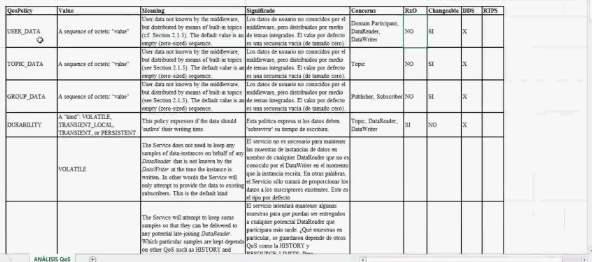 QosPolicy Value Meaning Significado Concerns RxO Changeable DDS RTPS
USER_DATA A sequence of octets: "value"
User data not known by the middleware,
but distributed by means of built-in topics
(cf. Section 2.1.5). The default value is an
empty (zero-sized) sequence.
Los datos de usuario no conocidos por el
middleware, pero distribuidos por medio
de temas integrados. El valor por defecto
es una secuencia vacía (de tamaño cero).
Domain Participant,
DataReader,
DataWriter
NO SI X
TOPIC_DATA A sequence of octets: "value"
User data not known by the middleware,
but distributed by means of built-in topics
(see Section 2.1.5). The default value is an
empty (zero-sized) sequence.
Los datos de usuario no conocidos por el
middleware, pero distribuidos por medio
de temas integrados. El valor por defecto
es una secuencia vacía (de tamaño cero).
Topic NO SI X
GROUP_DATA A sequence of octets: "value"
User data not known by the middleware,
but distributed by means of built-in topics
(see Section 2.1.5). The default value is an
empty (zero-sized) sequence.
Los datos de usuario no conocidos por el
middleware, pero distribuidos por medio
de temas integrados. El valor por defecto
es una secuencia vacía (de tamaño cero).
Publisher, Subscriber NO SI X
DURABILITY
A "kind": VOLATILE,
TRANSIENT_LOCAL,
TRANSIENT, or PERSISTENT
This policy expresses if the data should
"outlive" their writing time.
Esta política expresa si los datos deben
"sobrevivir" su tiempo de escritura.
Topic, DataReader,
DataWriter
SI NO X
VOLATILE
The Service does not need to keep any
samples of data-instances on behalf of any
DataReader that is not known by the
DataWriter at the time the instance is
written. In other words the Service will
only attempt to provide the data to existing
subscribers. This is the default kind
El servicio no es necesario para mantener
las muestras de instancias de datos en
nombre de cualquier DataReader que no es
conocido por el DataWriter en el momento
que la instancia escrita. En otras palabras,
el Servicio sólo tratará de proporcionar los
datos a los suscriptores existentes. Este es
el tipo por defecto
The Service will attempt to keep some
samples so that they can be delivered to
any potential late-joining DataReader.
Which particular samples are kept depends
on other QoS such as HISTORY and
El servicio intentará mantener algunas
muestras para que puedan ser entregados
a cualquier potencial DataReader que
participara más tarde. ¿Qué muestras en
particular, se guardaron depende de otros
QoS como la HISTORY y
ANÁLISIS QoS